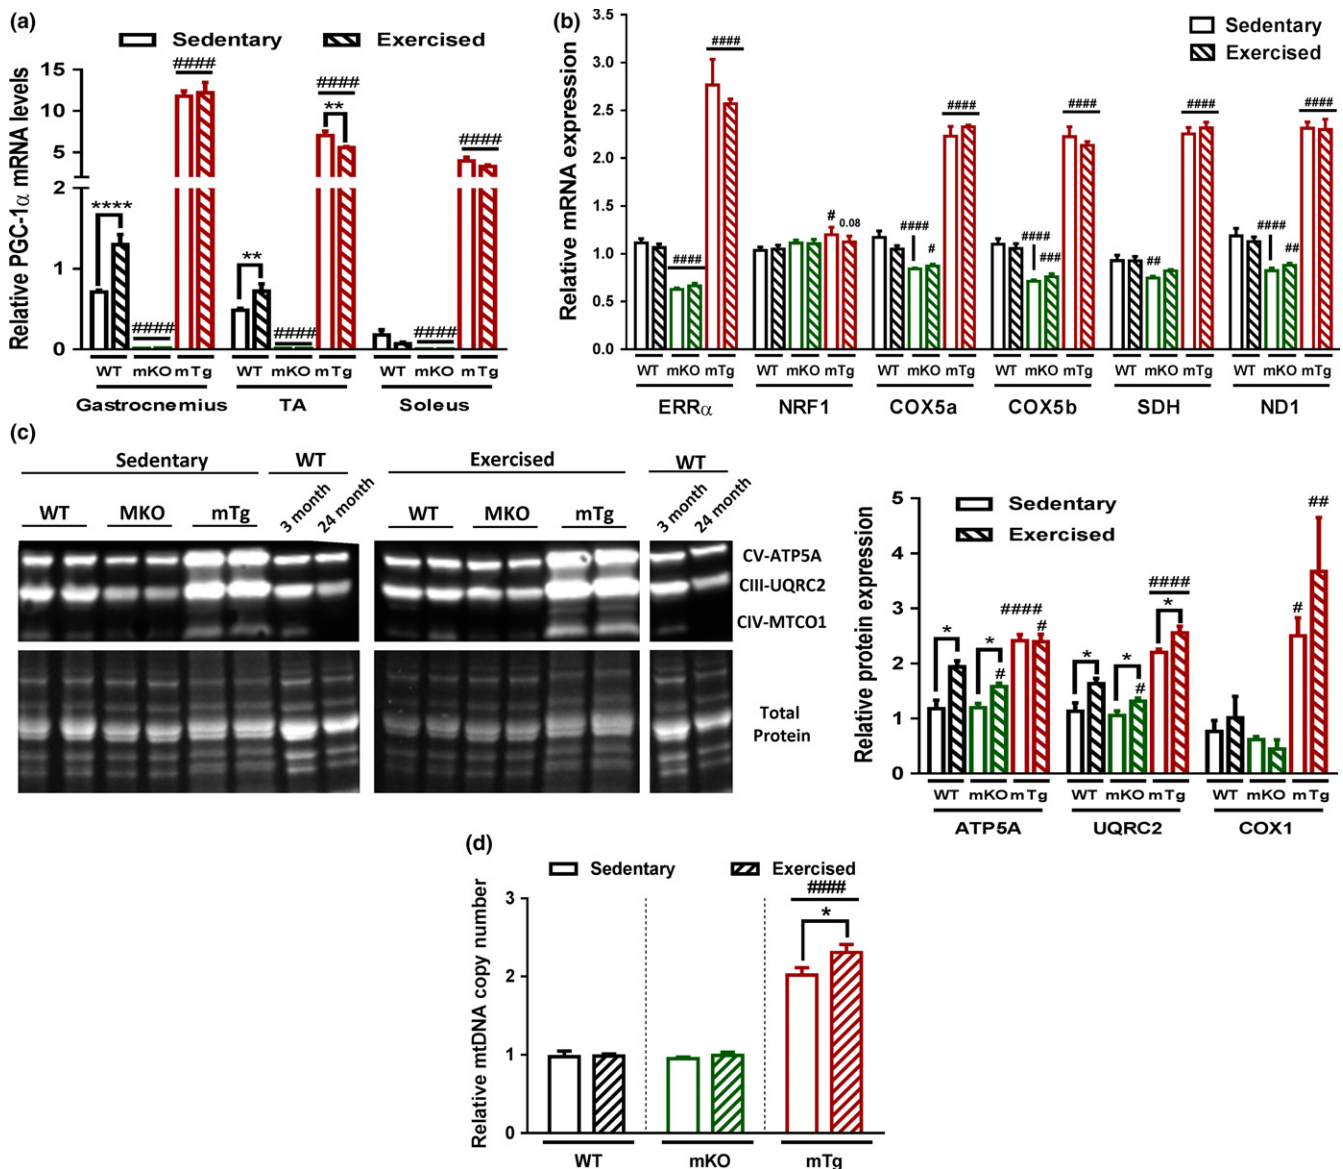 (a)
Sedentary Exercised
Relative PGC-1α mRNA levels
15
10
5
2
1
0
**** #### ####
** #### ** ####
#### ####
WT mKO mTg WT mKO mTg WT mKO mTg
Gastrocnemius TA Soleus
(b)
Sedentary
Exercised
Relative mRNA expression
3.5
3.0
2.5
2.0
1.5
1.0
0.5
0.0
#### ####
# 0.08
#### # ####
#### ### ####
## ####
#### ## ####
WT mKO mTg WT mKO mTg WT mKO mTg WT mKO mTg WT mKO mTg WT mKO mTg
ERRα NRF1 COX5a COX5b SDH ND1
(c)
Sedentary WT Exercised WT
WT MKO mTg 3 month 24 month WT MKO mTg 3 month 24 month
CV-ATP5A
CIII-UQRC2
CIV-MTCO1
Total
Protein
Sedentary
Exercised
Relative protein expression
5
4
3
2
1
0
* * # #### #
* * # #### *
# ##
WT mKO mTg WT mKO mTg WT mKO mTg
ATP5A UQRC2 COX1
(d)
Sedentary Exercised
Relative mtDNA copy number
3
2
1
0
####
*
WT mKO mTg